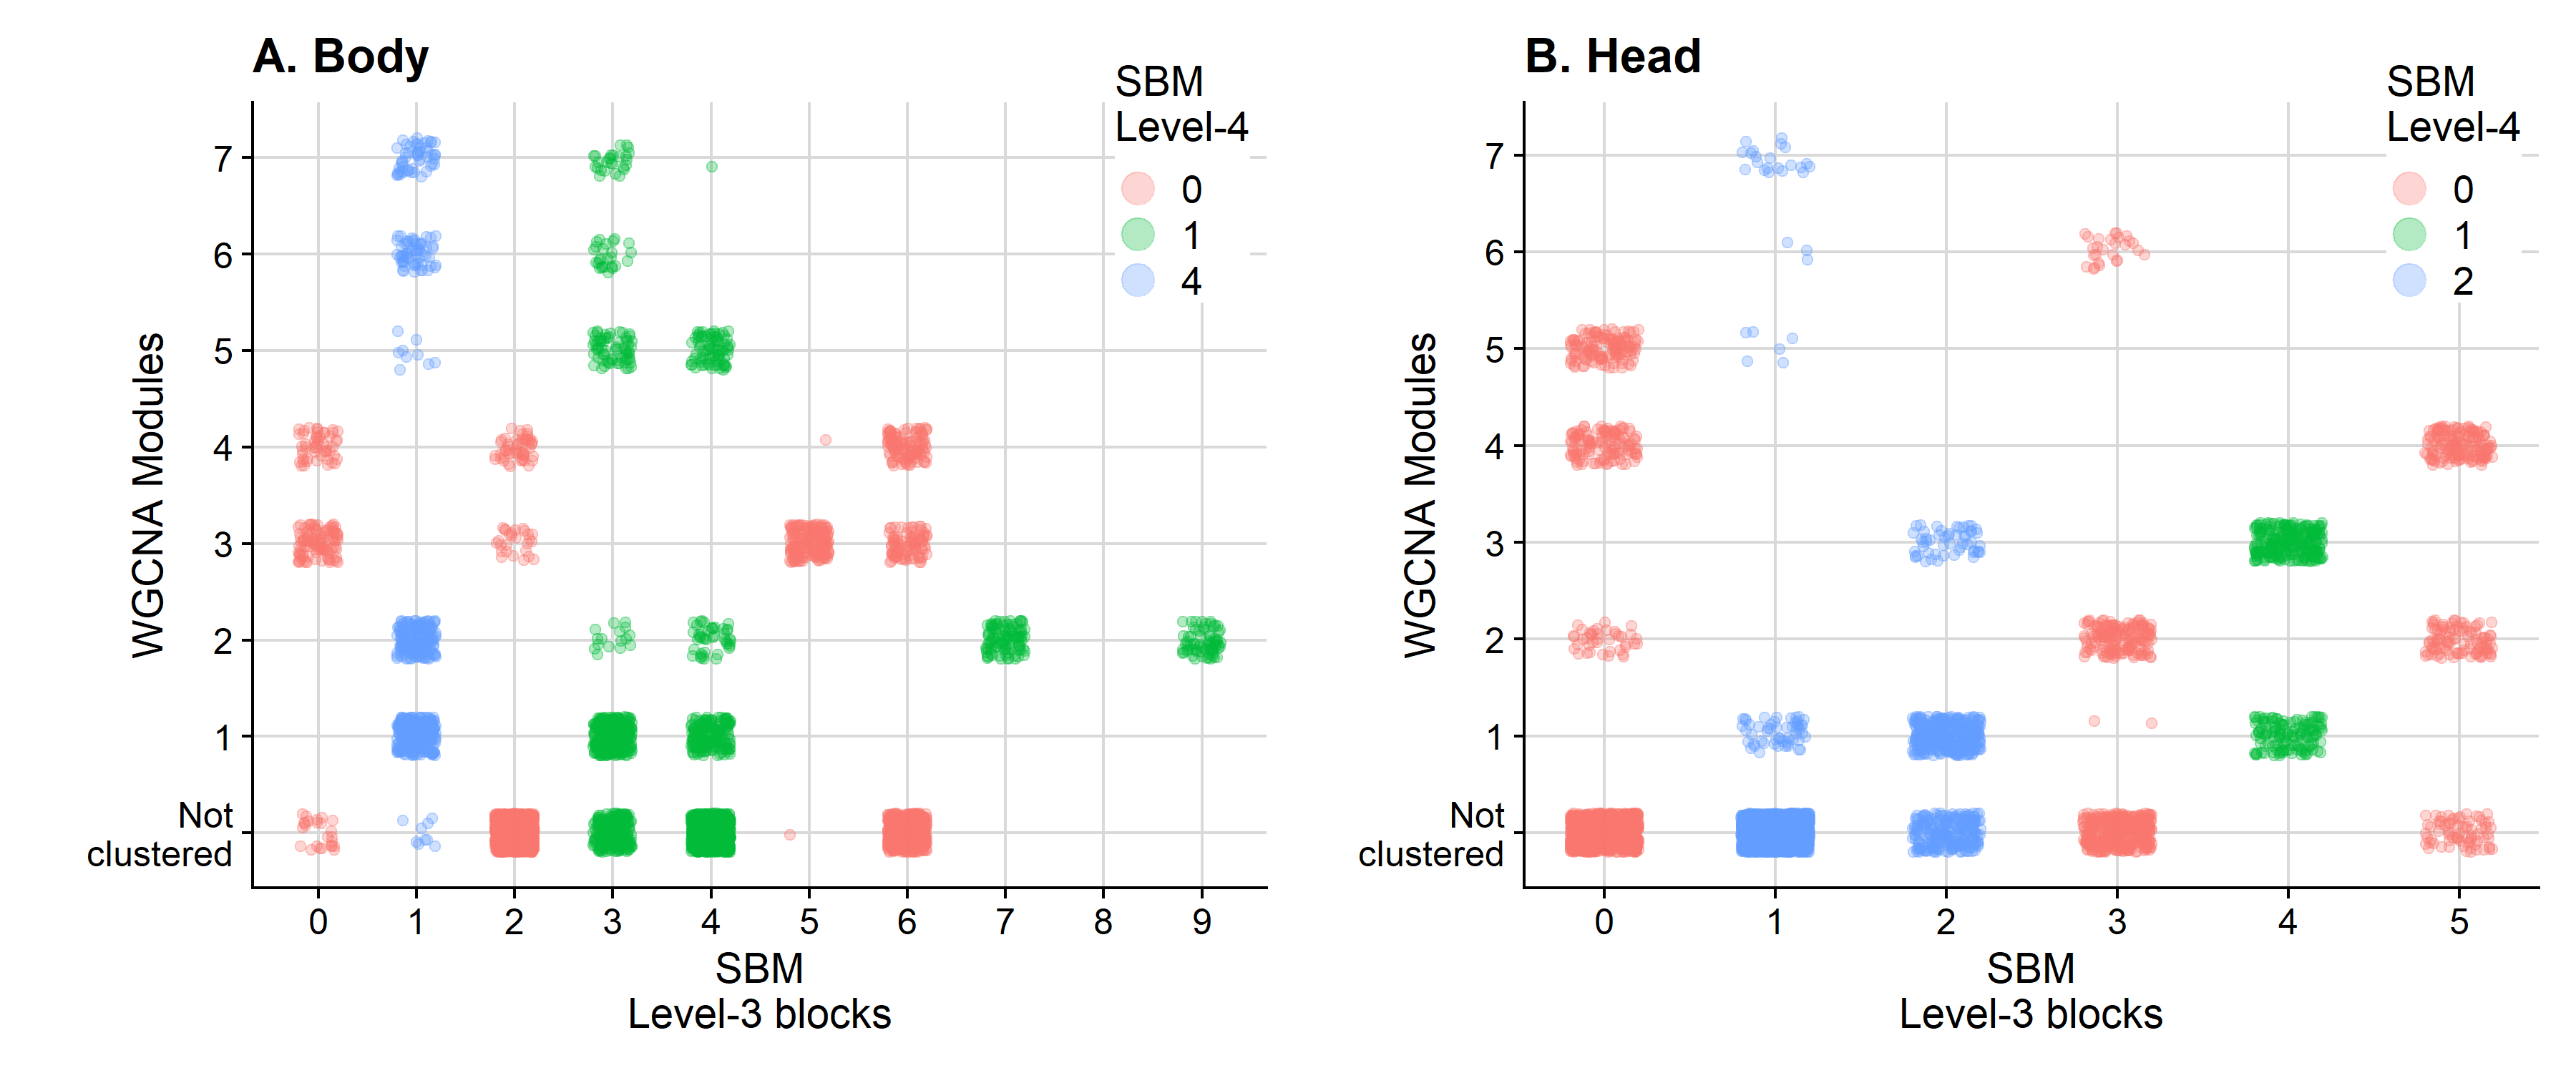 A. Body
SBM
Level-4
0
1
4
7
6
5
4
3
2
1
Not
clustered
WGCNA Modules
0 1 2 3 4 5 6 7 8 9
SBM
Level-3 blocks
B. Head
SBM
Level-4
0
1
2
7
6
5
4
3
2
1
Not
clustered
WGCNA Modules
0 1 2 3 4 5
SBM
Level-3 blocks